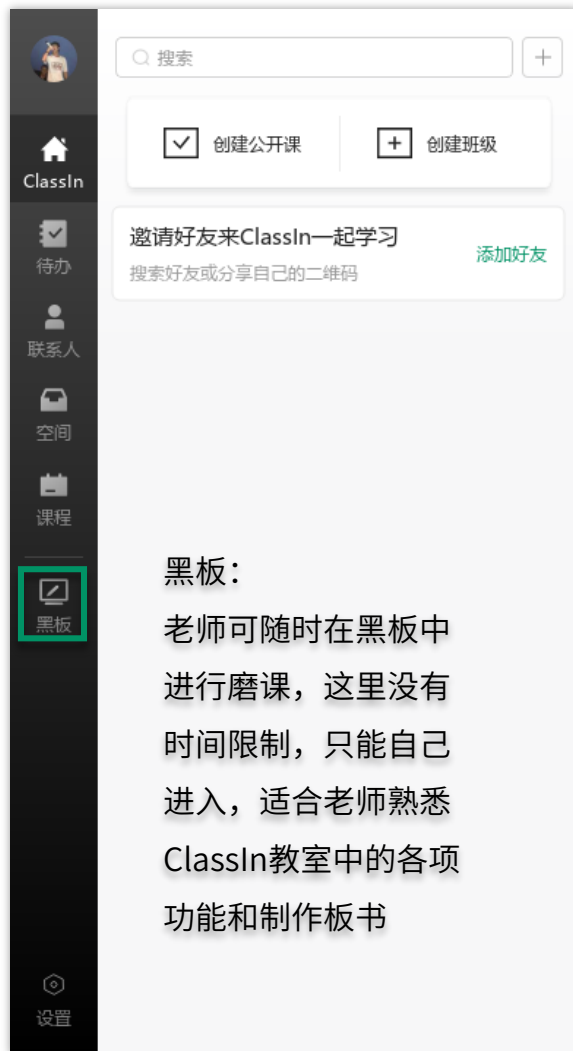 搜索
创建公开课
创建班级
ClassIn
邀请好友来ClassIn一起学习
添加好友
搜索好友或分享自己的二维码
待办
联系人
空间
课程
黑板
黑板：
老师可随时在黑板中
进行磨课，这里没有
时间限制，只能自己
进入，适合老师熟悉
ClassIn教室中的各项
功能和制作板书
设置